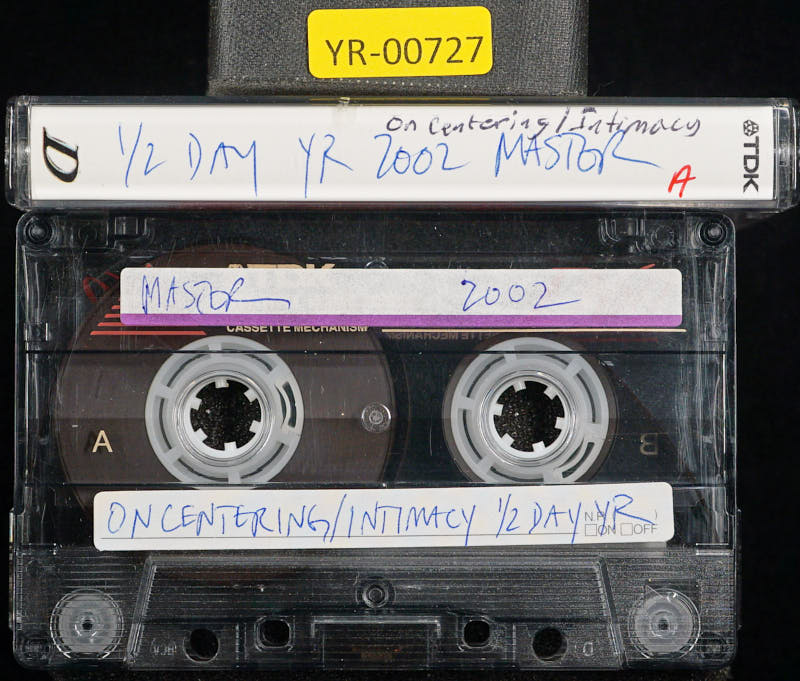 YR-00727
On Centering/Intimacy
D 1/2 DAY YR 2002 MASTER A TDK
TDK
MASTER 2002
CASSETTE MECHANISM
A B
ON CENTERING/INTIMACY 1/2 DAY YR
N.R.
□ON □OFF